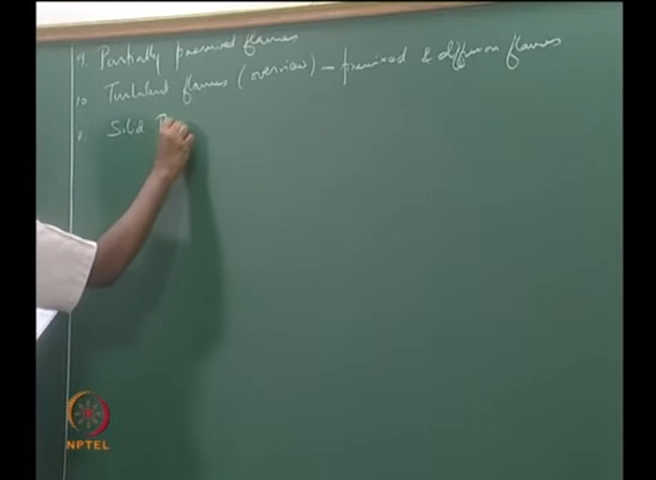 9. Partially premixed flames
10. Turbulent flames (overview) – premixed & diffusion flames
11. Solid
NPTEL